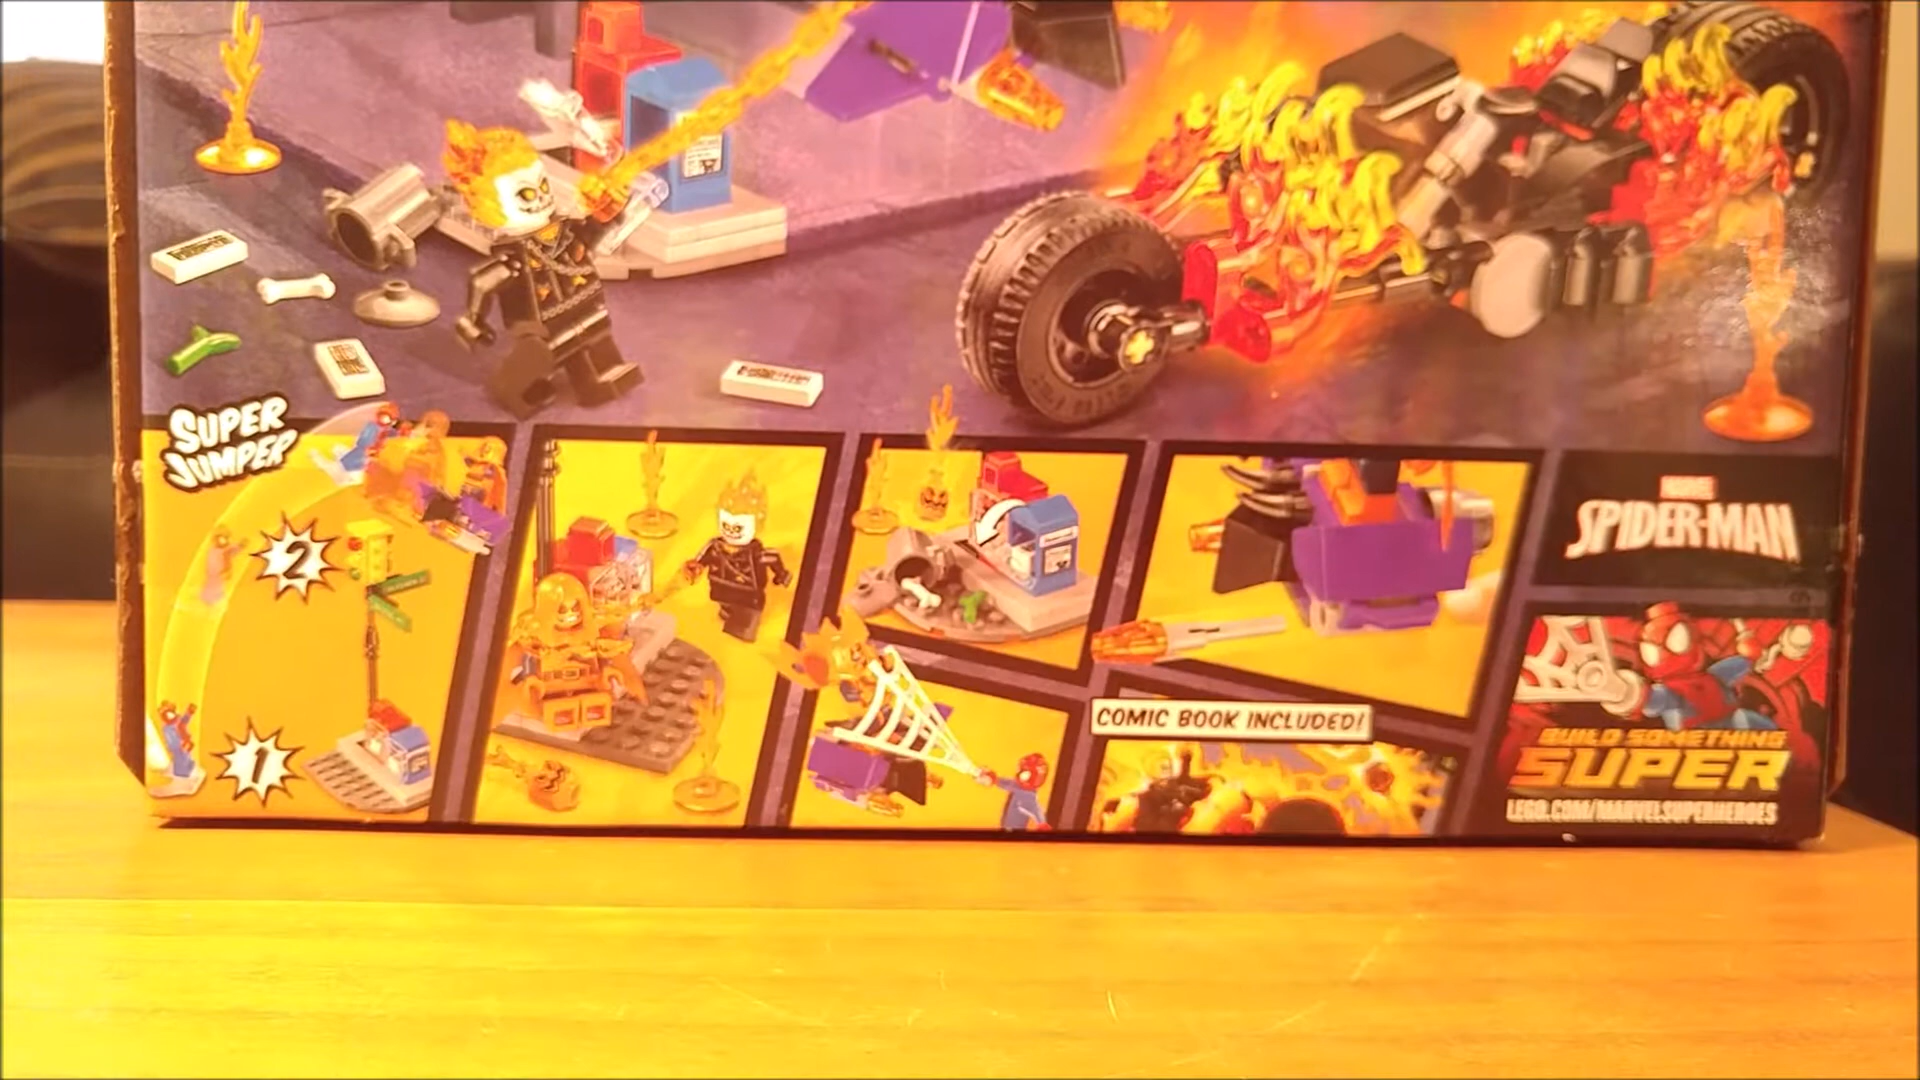 SUPER
JUMPER
2
1
COMIC BOOK INCLUDED!
MARVEL
SPIDER-MAN
BUILD SOMETHING
SUPER
LEGO.COM/MARVELSUPERHEROES